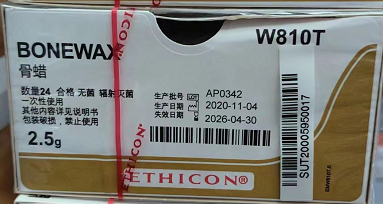 BONEWAX
W810T
骨蜡
数量24 合格 无菌 辐射灭菌
一次性使用
其他内容详见说明书
包装破损，禁止使用
2.5g
生产批号 LOT AP0342
生产日期 2020-11-04
失效日期 2026-04-30
SUT200005950017
ETHICON®
ETHICON